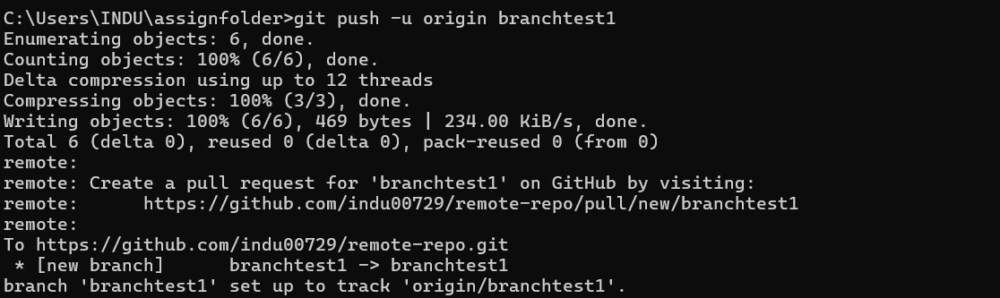 C:\Users\INDU\assignfolder>git push -u origin branchtest1
Enumerating objects: 6, done.
Counting objects: 100% (6/6), done.
Delta compression using up to 12 threads
Compressing objects: 100% (3/3), done.
Writing objects: 100% (6/6), 469 bytes | 234.00 KiB/s, done.
Total 6 (delta 0), reused 0 (delta 0), pack-reused 0 (from 0)
remote:
remote: Create a pull request for 'branchtest1' on GitHub by visiting:
remote:      https://github.com/indu00729/remote-repo/pull/new/branchtest1
remote:
To https://github.com/indu00729/remote-repo.git
 * [new branch]      branchtest1 -> branchtest1
branch 'branchtest1' set up to track 'origin/branchtest1'.